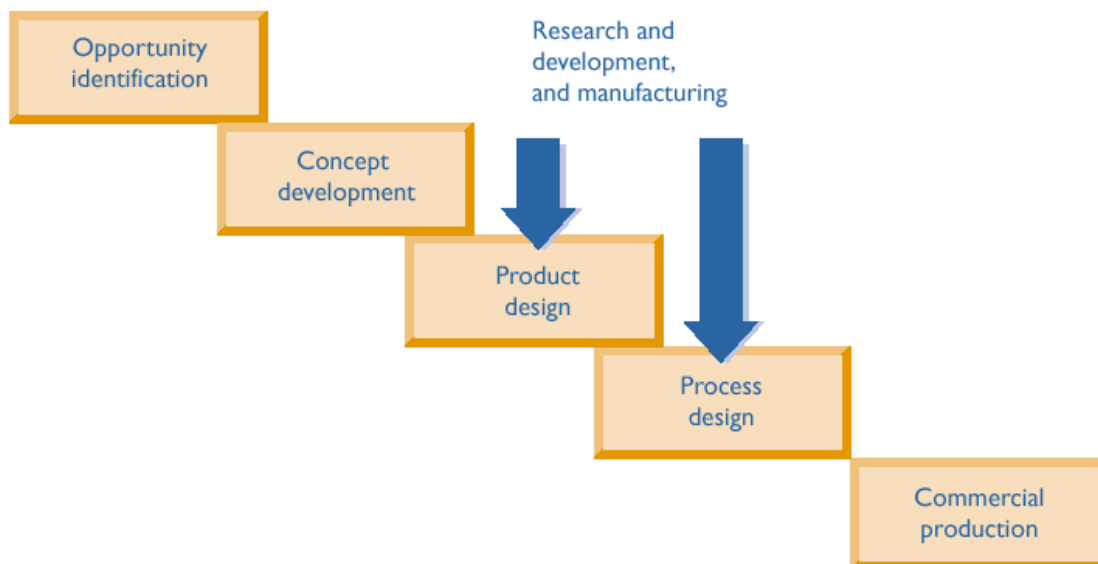 Opportunity
identification
Research and
development,
and manufacturing
Concept
development
Product
design
Process
design
Commercial
production